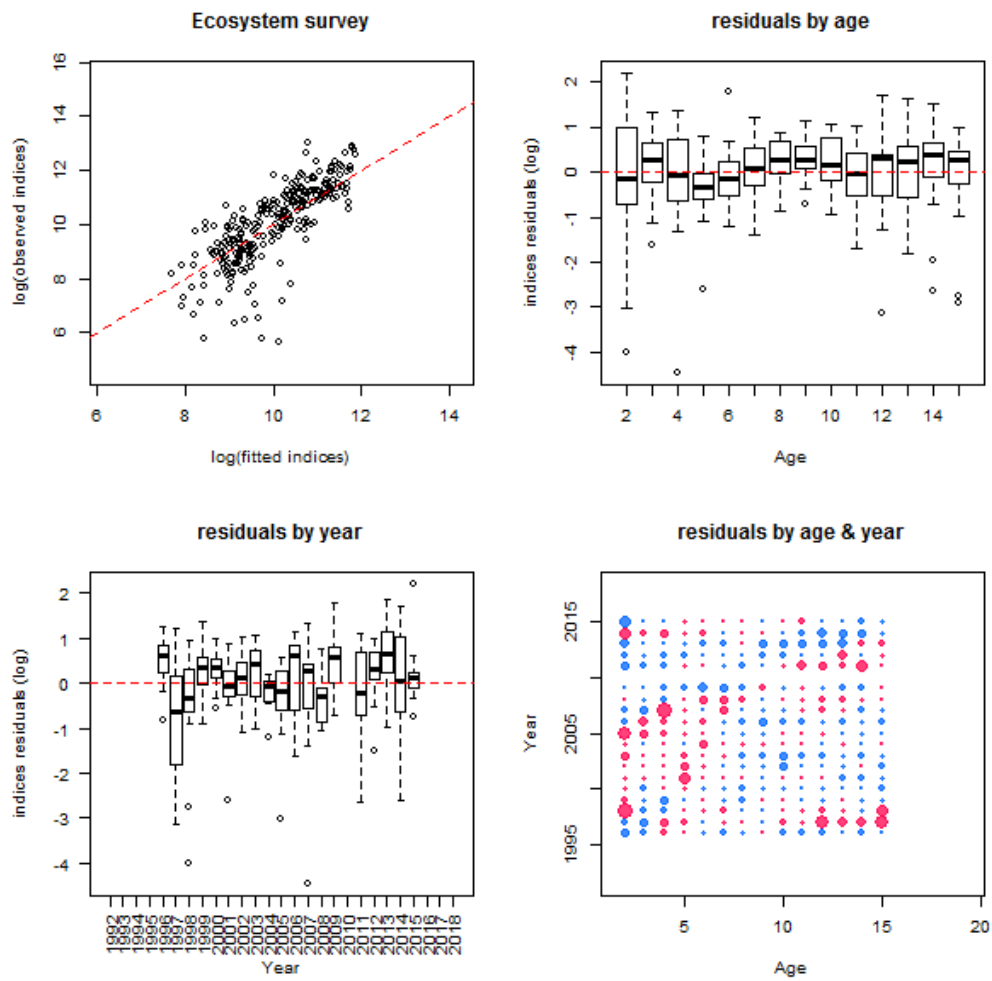 Ecosystem survey
16
14
12
10
8
6
log(observed indices)
6 8 10 12 14
log(fitted indices)
residuals by age
2
1
0
-1
-2
-3
-4
indices residuals (log)
2 4 6 8 10 12 14
Age
residuals by year
2
1
0
-1
-2
-3
-4
indices residuals (log)
1992 1993 1994 1995 1996 1997 1998 1999 2000 2001 2002 2003 2004 2005 2006 2007 2008 2009 2010 2011 2012 2013 2014 2015 2016 2017 2018
Year
residuals by age & year
2015
2005
1995
Year
5 10 15 20
Age